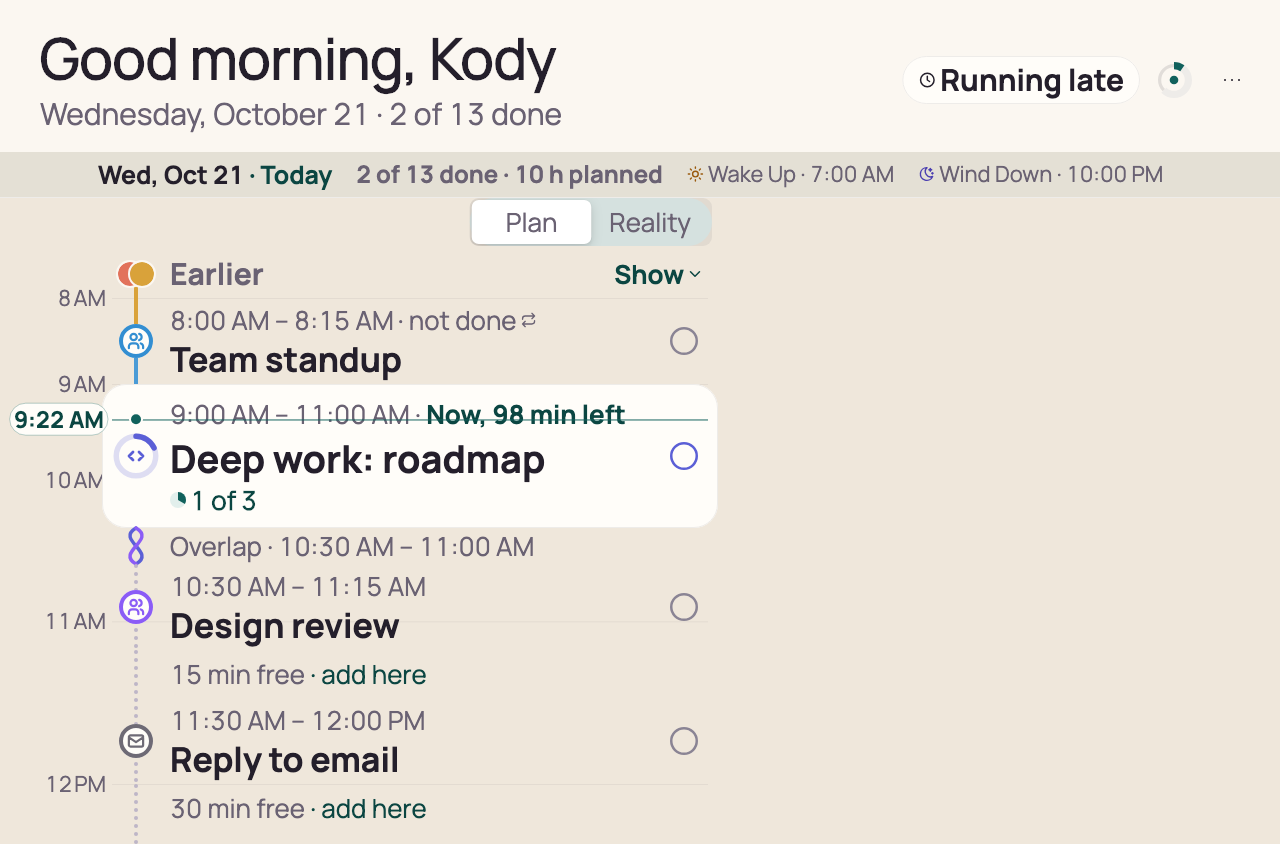 Good morning, Kody
Wednesday, October 21 · 2 of 13 done
Running late
Wed, Oct 21 · Today 2 of 13 done · 10 h planned Wake Up · 7:00 AM Wind Down · 10:00 PM
Plan Reality
Earlier Show
8 AM
8:00 AM – 8:15 AM · not done
Team standup
9 AM
9:22 AM 9:00 AM – 11:00 AM · Now, 98 min left
Deep work: roadmap
10 AM
1 of 3
Overlap · 10:30 AM – 11:00 AM
10:30 AM – 11:15 AM
11 AM Design review
15 min free · add here
11:30 AM – 12:00 PM
Reply to email
12 PM
30 min free · add here